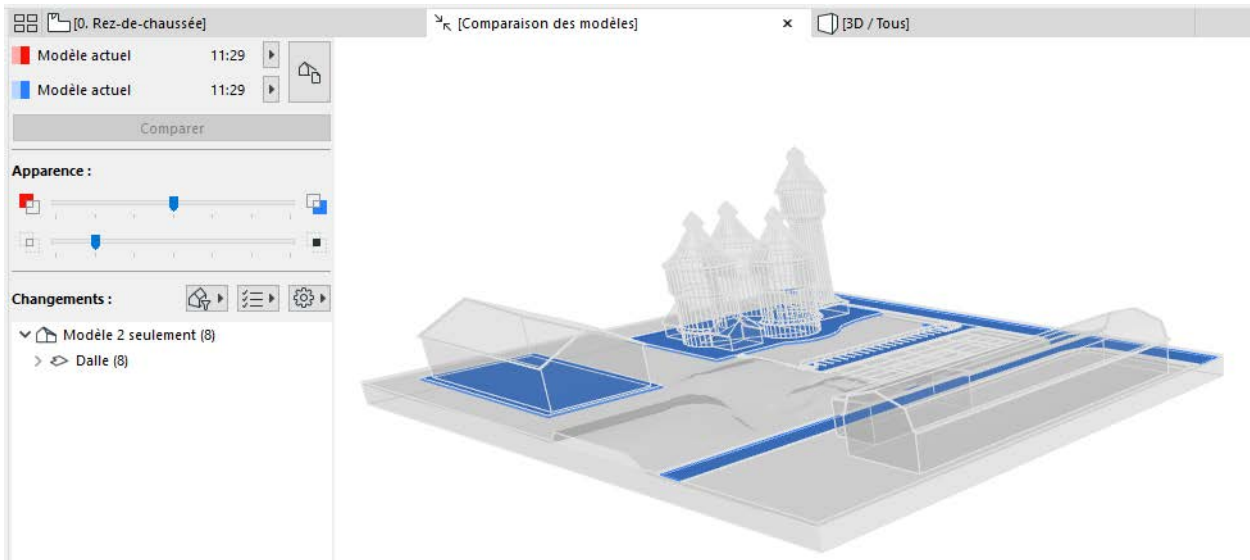 [0. Rez-de-chaussée]
[Comparaison des modèles]
[3D / Tous]
Modèle actuel 11:29
Modèle actuel 11:29
Comparer
Apparence :
Changements :
Modèle 2 seulement (8)
Dalle (8)